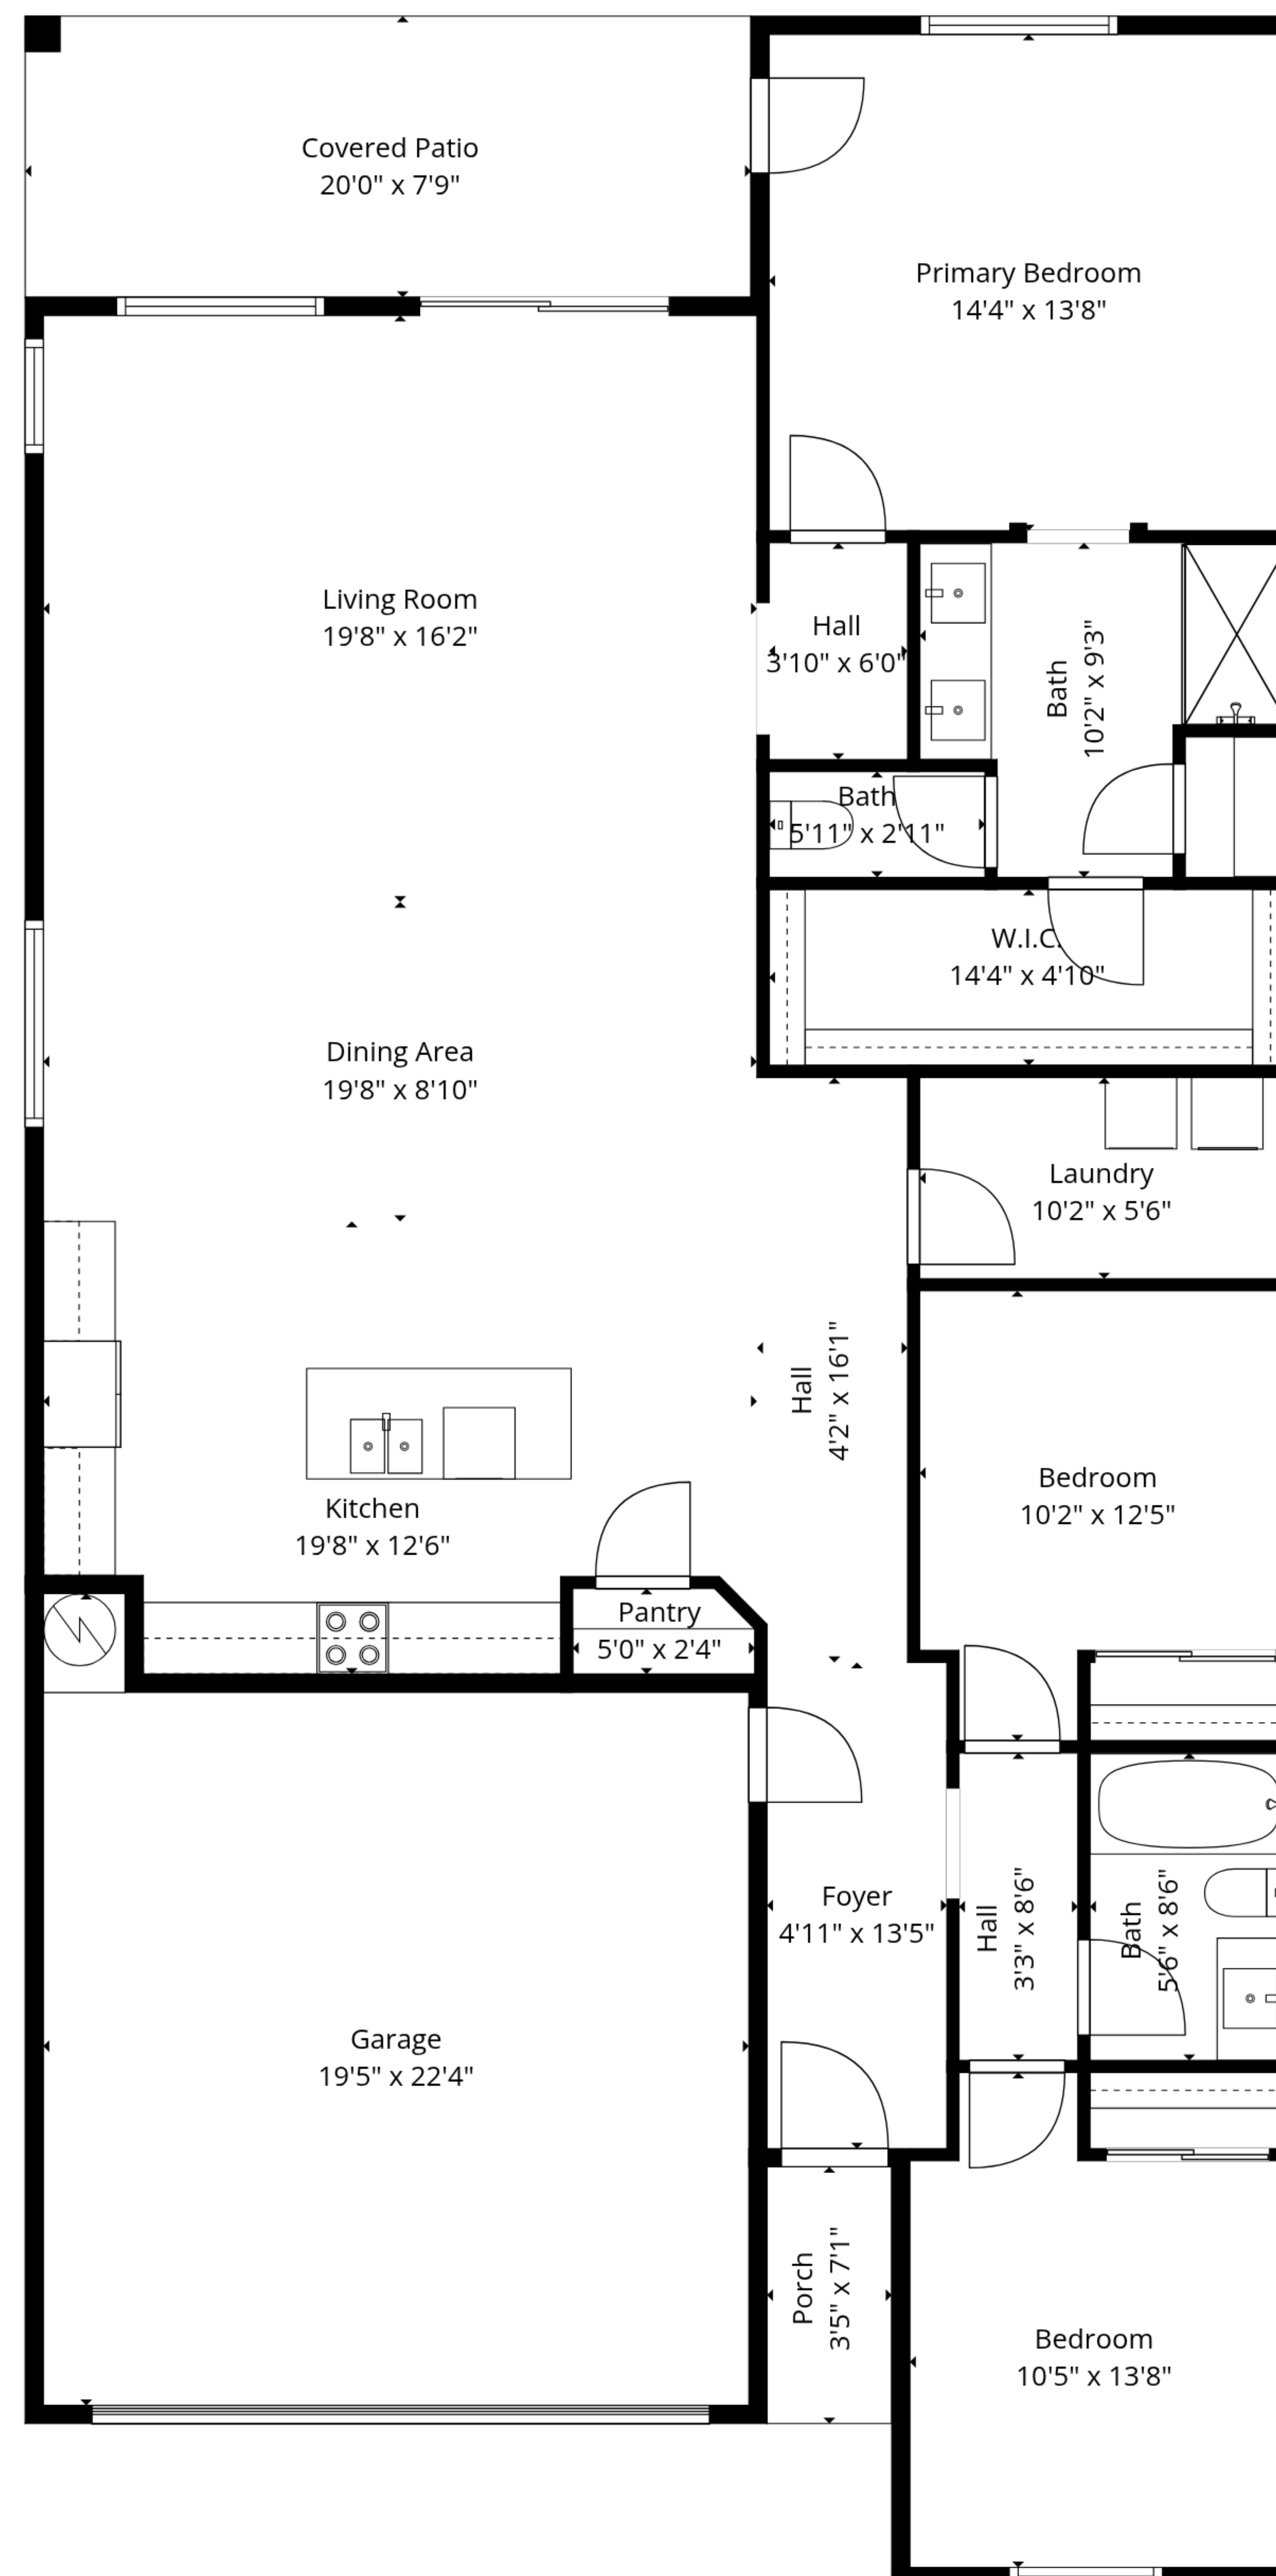 Covered Patio
20'0" x 7'9"
Primary Bedroom
14'4" x 13'8"
Living Room
19'8" x 16'2"
Hall
3'10" x 6'0"
Bath
10'2" x 9'3"
Bath
5'11" x 2'11"
W.I.C.
14'4" x 4'10"
Dining Area
19'8" x 8'10"
Laundry
10'2" x 5'6"
Hall
4'2" x 16'1"
Bedroom
10'2" x 12'5"
Kitchen
19'8" x 12'6"
Pantry
5'0" x 2'4"
Foyer
4'11" x 13'5"
Hall
3'3" x 8'6"
Bath
5'6" x 8'6"
Garage
19'5" x 22'4"
Porch
3'5" x 7'1"
Bedroom
10'5" x 13'8"